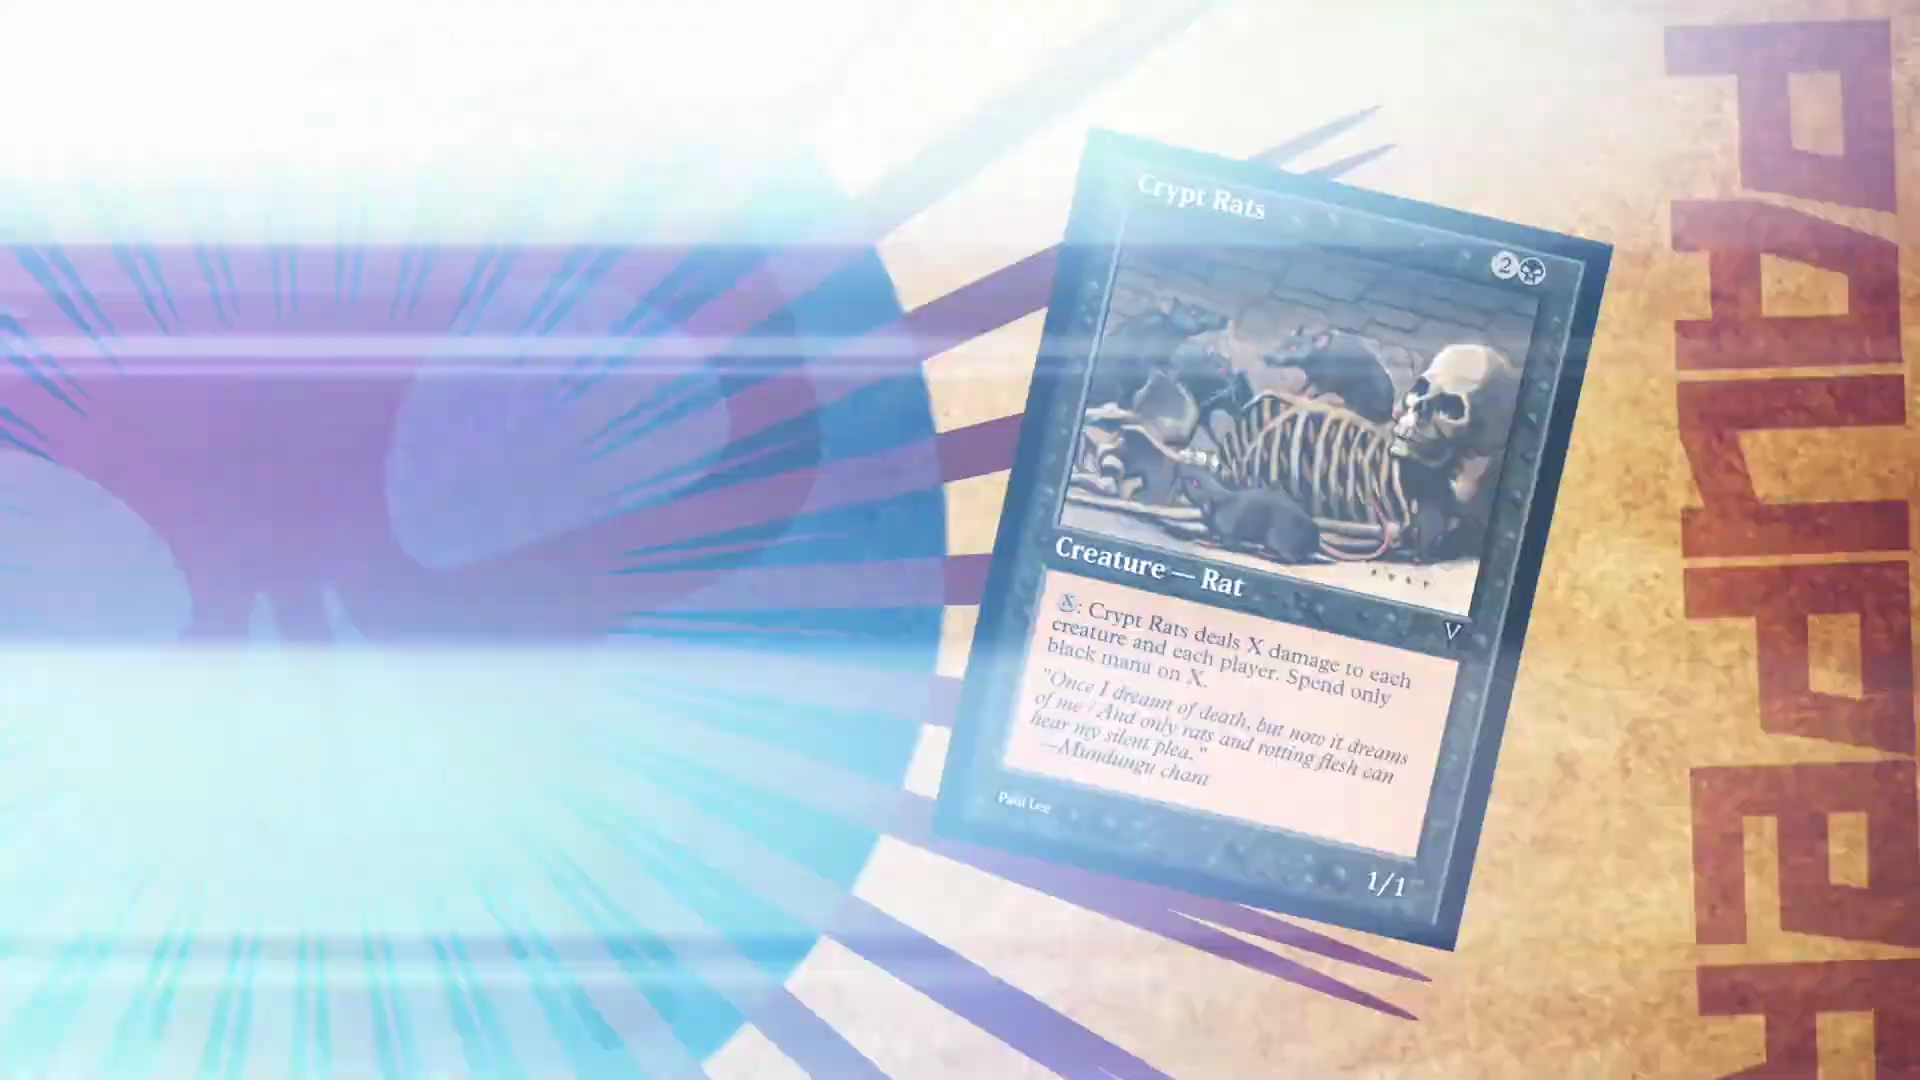 Crypt Rats
2
Creature — Rat
V
X: Crypt Rats deals X damage to each
creature and each player. Spend only
black mana on X.
"Once I dreamt of death, but now it dreams
of me / And only rats and rotting flesh can
hear my silent plea."
—Mundungu chant
Paul Lee
1/1
PAUPER